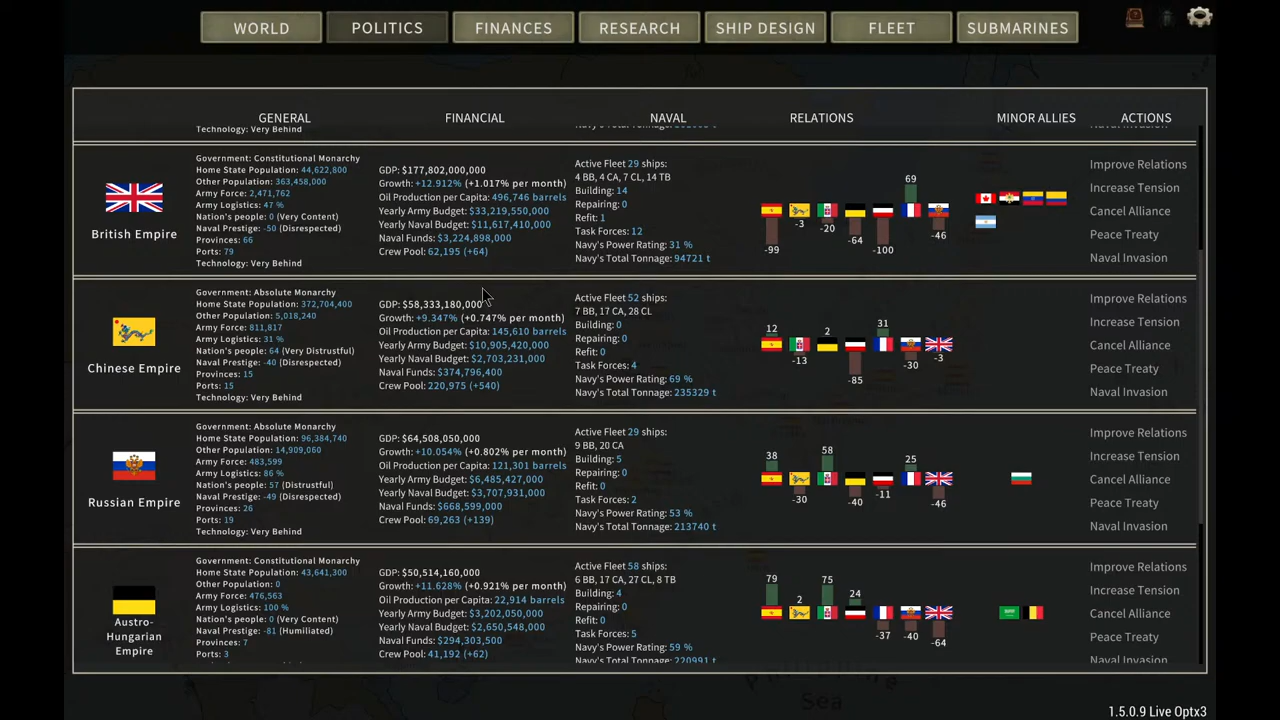 WORLD
POLITICS
FINANCES
RESEARCH
SHIP DESIGN
FLEET
SUBMARINES
GENERAL
FINANCIAL
NAVAL
RELATIONS
MINOR ALLIES
ACTIONS
Technology: Very Behind
British Empire
Government: Constitutional Monarchy
Home State Population: 44,622,800
Other Population: 363,458,000
Army Force: 2,471,762
Army Logistics: 47 %
Nation's people: 0 (Very Content)
Naval Prestige: -50 (Disrespected)
Provinces: 66
Ports: 79
Technology: Very Behind
GDP: $177,802,000,000
Growth: +12.912% (+1.017% per month)
Oil Production per Capita: 496,746 barrels
Yearly Army Budget: $33,219,550,000
Yearly Naval Budget: $11,617,410,000
Naval Funds: $3,224,898,000
Crew Pool: 62,195 (+64)
Active Fleet 29 ships:
4 BB, 4 CA, 7 CL, 14 TB
Building: 14
Repairing: 0
Refit: 1
Task Forces: 12
Navy's Power Rating: 31 %
Navy's Total Tonnage: 94721 t
-99
-3
-20
-64
-100
69
-46
Improve Relations
Increase Tension
Cancel Alliance
Peace Treaty
Naval Invasion
Chinese Empire
Government: Absolute Monarchy
Home State Population: 372,704,400
Other Population: 5,018,240
Army Force: 811,817
Army Logistics: 31 %
Nation's people: 64 (Very Distrustful)
Naval Prestige: -40 (Disrespected)
Provinces: 15
Ports: 15
Technology: Very Behind
GDP: $58,333,180,000
Growth: +9.347% (+0.747% per month)
Oil Production per Capita: 145,610 barrels
Yearly Army Budget: $10,905,420,000
Yearly Naval Budget: $2,703,231,000
Naval Funds: $374,796,400
Crew Pool: 220,975 (+540)
Active Fleet 52 ships:
7 BB, 17 CA, 28 CL
Building: 0
Repairing: 0
Refit: 0
Task Forces: 4
Navy's Power Rating: 69 %
Navy's Total Tonnage: 235329 t
12
-13
2
-85
31
-30
-3
Improve Relations
Increase Tension
Cancel Alliance
Peace Treaty
Naval Invasion
Russian Empire
Government: Absolute Monarchy
Home State Population: 96,384,740
Other Population: 14,909,060
Army Force: 483,599
Army Logistics: 86 %
Nation's people: 57 (Distrustful)
Naval Prestige: -49 (Disrespected)
Provinces: 26
Ports: 19
Technology: Very Behind
GDP: $64,508,050,000
Growth: +10.054% (+0.802% per month)
Oil Production per Capita: 121,301 barrels
Yearly Army Budget: $6,485,427,000
Yearly Naval Budget: $3,707,931,000
Naval Funds: $668,599,000
Crew Pool: 69,263 (+139)
Active Fleet 29 ships:
9 BB, 20 CA
Building: 5
Repairing: 0
Refit: 0
Task Forces: 2
Navy's Power Rating: 53 %
Navy's Total Tonnage: 213740 t
38
-30
58
-40
-11
25
-46
Improve Relations
Increase Tension
Cancel Alliance
Peace Treaty
Naval Invasion
Austro-
Hungarian
Empire
Government: Constitutional Monarchy
Home State Population: 43,641,300
Other Population: 0
Army Force: 476,563
Army Logistics: 100 %
Nation's people: 0 (Very Content)
Naval Prestige: -81 (Humiliated)
Provinces: 7
Ports: 3
GDP: $50,514,160,000
Growth: +11.628% (+0.921% per month)
Oil Production per Capita: 22,914 barrels
Yearly Army Budget: $3,202,050,000
Yearly Naval Budget: $2,650,548,000
Naval Funds: $294,303,500
Crew Pool: 41,192 (+62)
Active Fleet 58 ships:
6 BB, 17 CA, 27 CL, 8 TB
Building: 4
Repairing: 0
Refit: 0
Task Forces: 5
Navy's Power Rating: 59 %
Navy's Total Tonnage: 220991 t
79
2
75
24
-37
-40
-64
Improve Relations
Increase Tension
Cancel Alliance
Peace Treaty
Naval Invasion
Sea
1.5.0.9 Live Optx3